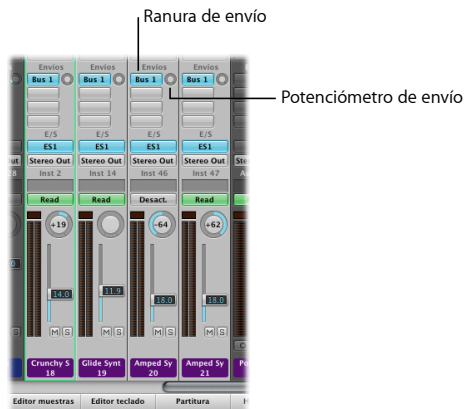 Ranura de envío
Potenciómetro de envío
Envíos Envíos Envíos Envíos
Bus 1 Bus 1 Bus 1 Bus 1
E/S E/S E/S E/S
ES1 ES1 ES1 ES1
Stereo Out Stereo Out Stereo Out Stereo Out
Inst 2 Inst 14 Inst 46 Inst 47
Read Read Desact. Read
+19 -64 +62
14.0 11.9 18.0 18.0
M S M S M S M S
Crunchy S Glide Synt Amped Sy Amped Sy
18 19 20 21
Editor muestras Editor teclado Partitura